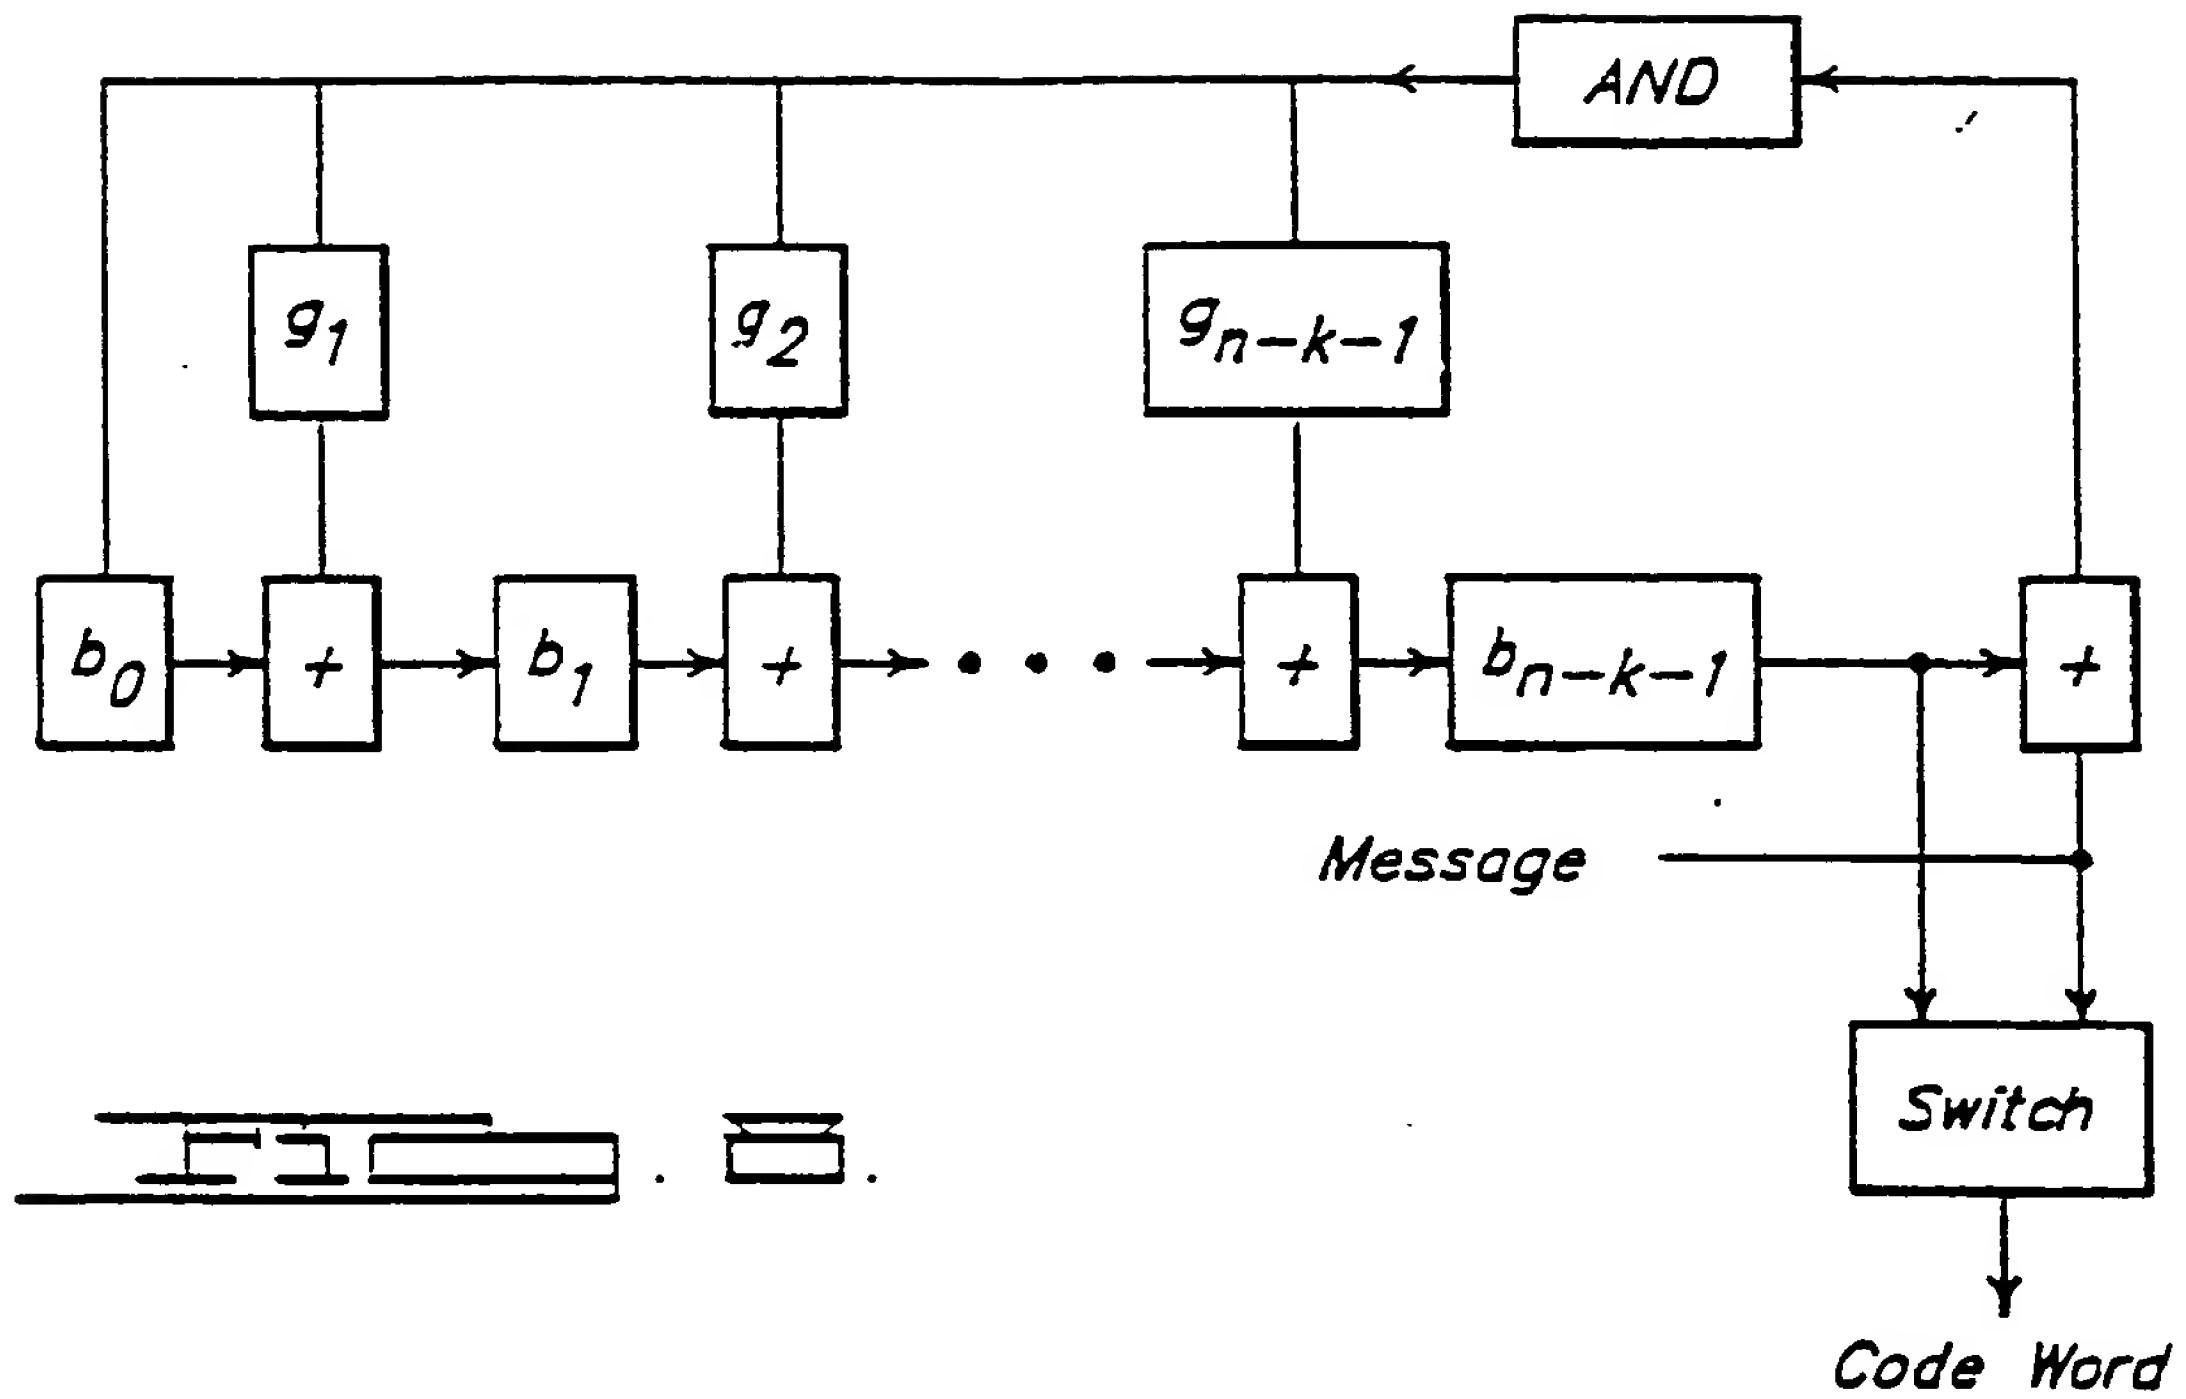 AND
g1 g2 gn-k-1
b0 + b1 + • • • + bn-k-1 +
Message
Switch
Code Word